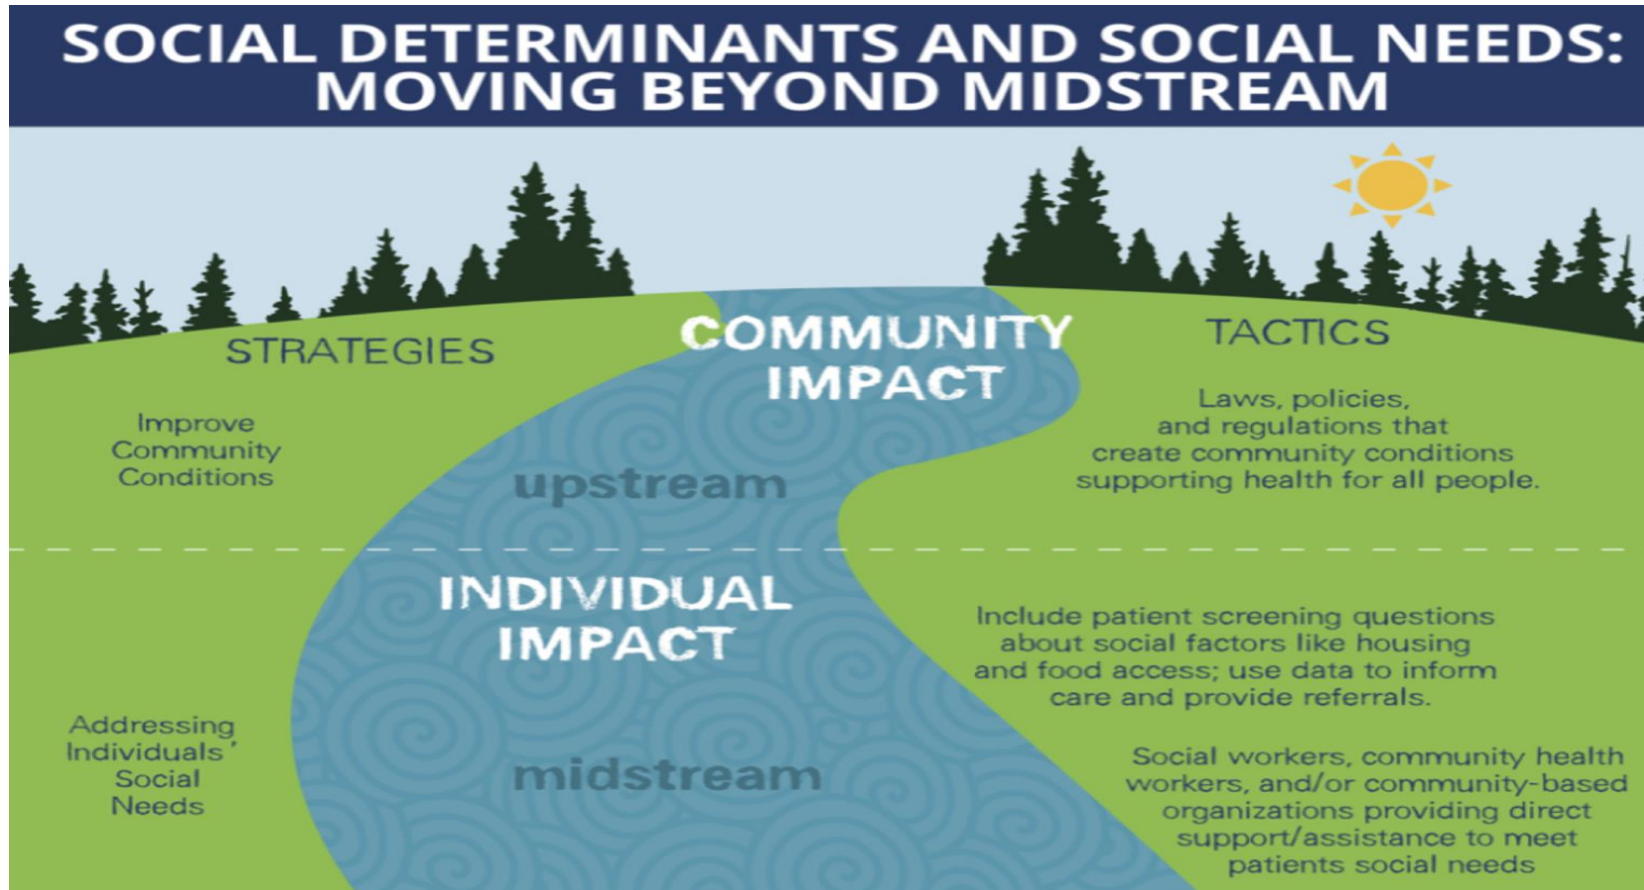 SOCIAL DETERMINANTS AND SOCIAL NEEDS:
MOVING BEYOND MIDSTREAM
STRATEGIES
COMMUNITY
IMPACT
TACTICS
Improve
Community
Conditions
upstream
Laws, policies,
and regulations that
create community conditions
supporting health for all people.
INDIVIDUAL
IMPACT
Include patient screening questions
about social factors like housing
and food access; use data to inform
care and provide referrals.
Addressing
Individuals'
Social
Needs
midstream
Social workers, community health
workers, and/or community-based
organizations providing direct
support/assistance to meet
patients social needs